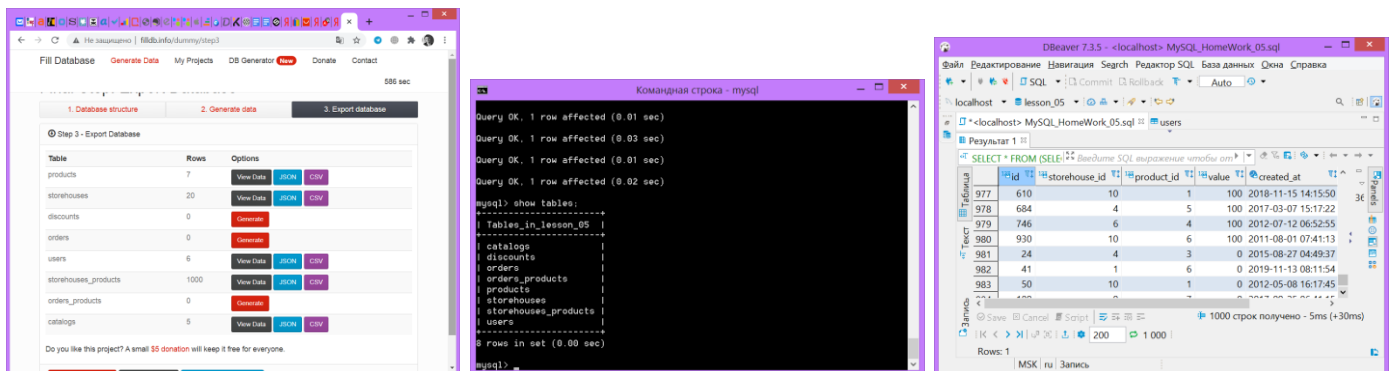 Не защищено | filldb.info/dummy/step3
Fill Database Generate Data My Projects DB Generator New Donate Contact
586 sec
1. Database structure 2. Generate data 3. Export database
Step 3 - Export Database
Table Rows Options
products 7 View Data JSON CSV
storehouses 20 View Data JSON CSV
discounts 0 Generate
orders 0 Generate
users 6 View Data JSON CSV
storehouses_products 1000 View Data JSON CSV
orders_products 0 Generate
catalogs 5 View Data JSON CSV
Do you like this project? A small $5 donation will keep it free for everyone.
Командная строка - mysql
Query OK, 1 row affected (0.01 sec)
Query OK, 1 row affected (0.03 sec)
Query OK, 1 row affected (0.01 sec)
Query OK, 1 row affected (0.02 sec)
mysql> show tables;
+----------------------+
| Tables_in_lesson_05 |
+----------------------+
| catalogs |
| discounts |
| orders |
| orders_products |
| products |
| storehouses |
| storehouses_products |
| users |
+----------------------+
8 rows in set (0.00 sec)
mysql> _
DBeaver 7.3.5 - <localhost> MySQL_HomeWork_05.sql
Файл Редактирование Навигация Search Редактор SQL База данных Окна Справка
SQL Commit Rollback Auto
localhost lesson_05
*<localhost> MySQL_HomeWork_05.sql users
Результат 1
SELECT * FROM (SELE Введите SQL выражение чтобы от
id storehouse_id product_id value created_at
977 610 10 1 100 2018-11-15 14:15:50
978 684 4 5 100 2017-03-07 15:17:22
979 746 6 4 100 2012-07-12 06:52:55
980 930 10 6 100 2011-08-01 07:41:13
981 24 4 3 0 2015-08-27 04:49:37
982 41 1 6 0 2019-11-13 08:11:54
983 50 10 1 0 2012-05-08 16:17:45
Таблица
Текст
Запись
Panels
Save Cancel Script 1000 строк получено - 5ms (+30ms)
200 1 000
Rows: 1
MSK ru Запись